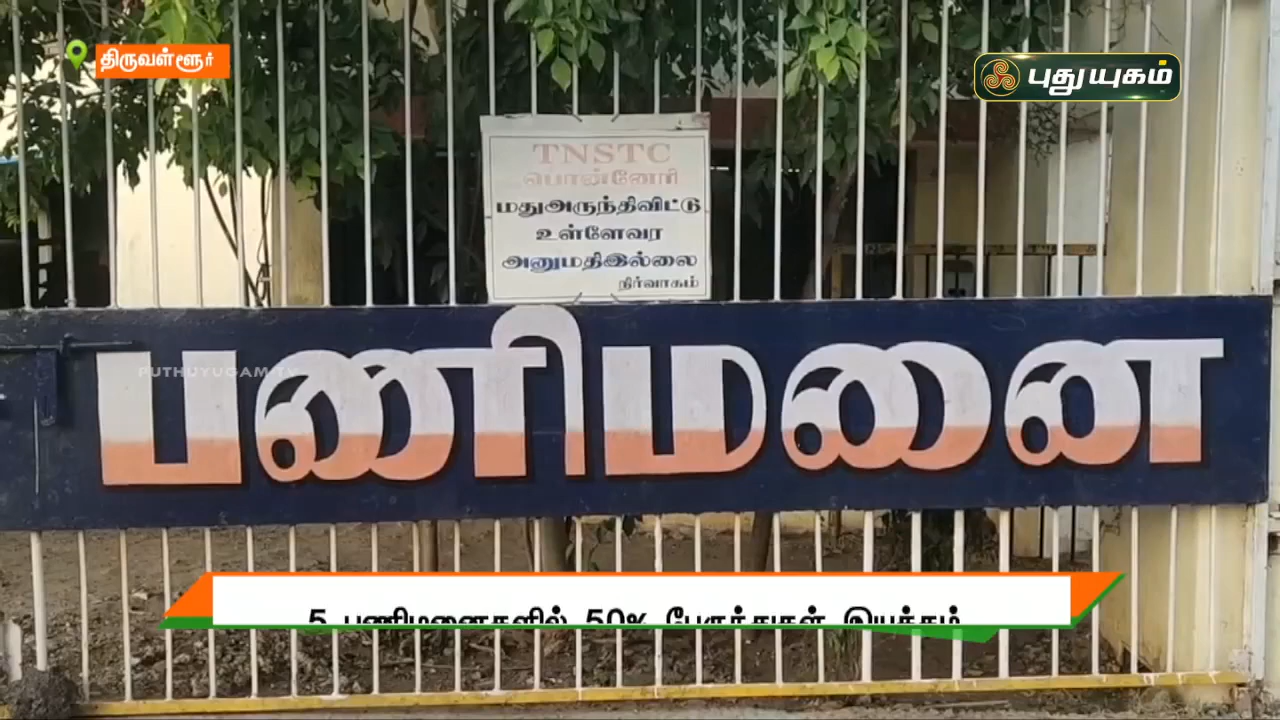 திருவள்ளூர்
புதுயுகம்
TNSTC
பொன்னேரி
மதுஅருந்திவிட்டு
உள்ளேவர
அனுமதிஇல்லை
நிர்வாகம்
பணிமனை
PUTHUYUGAM TV
5 பணிமனைகளில் 50% பேருந்துகள் இயக்கம்